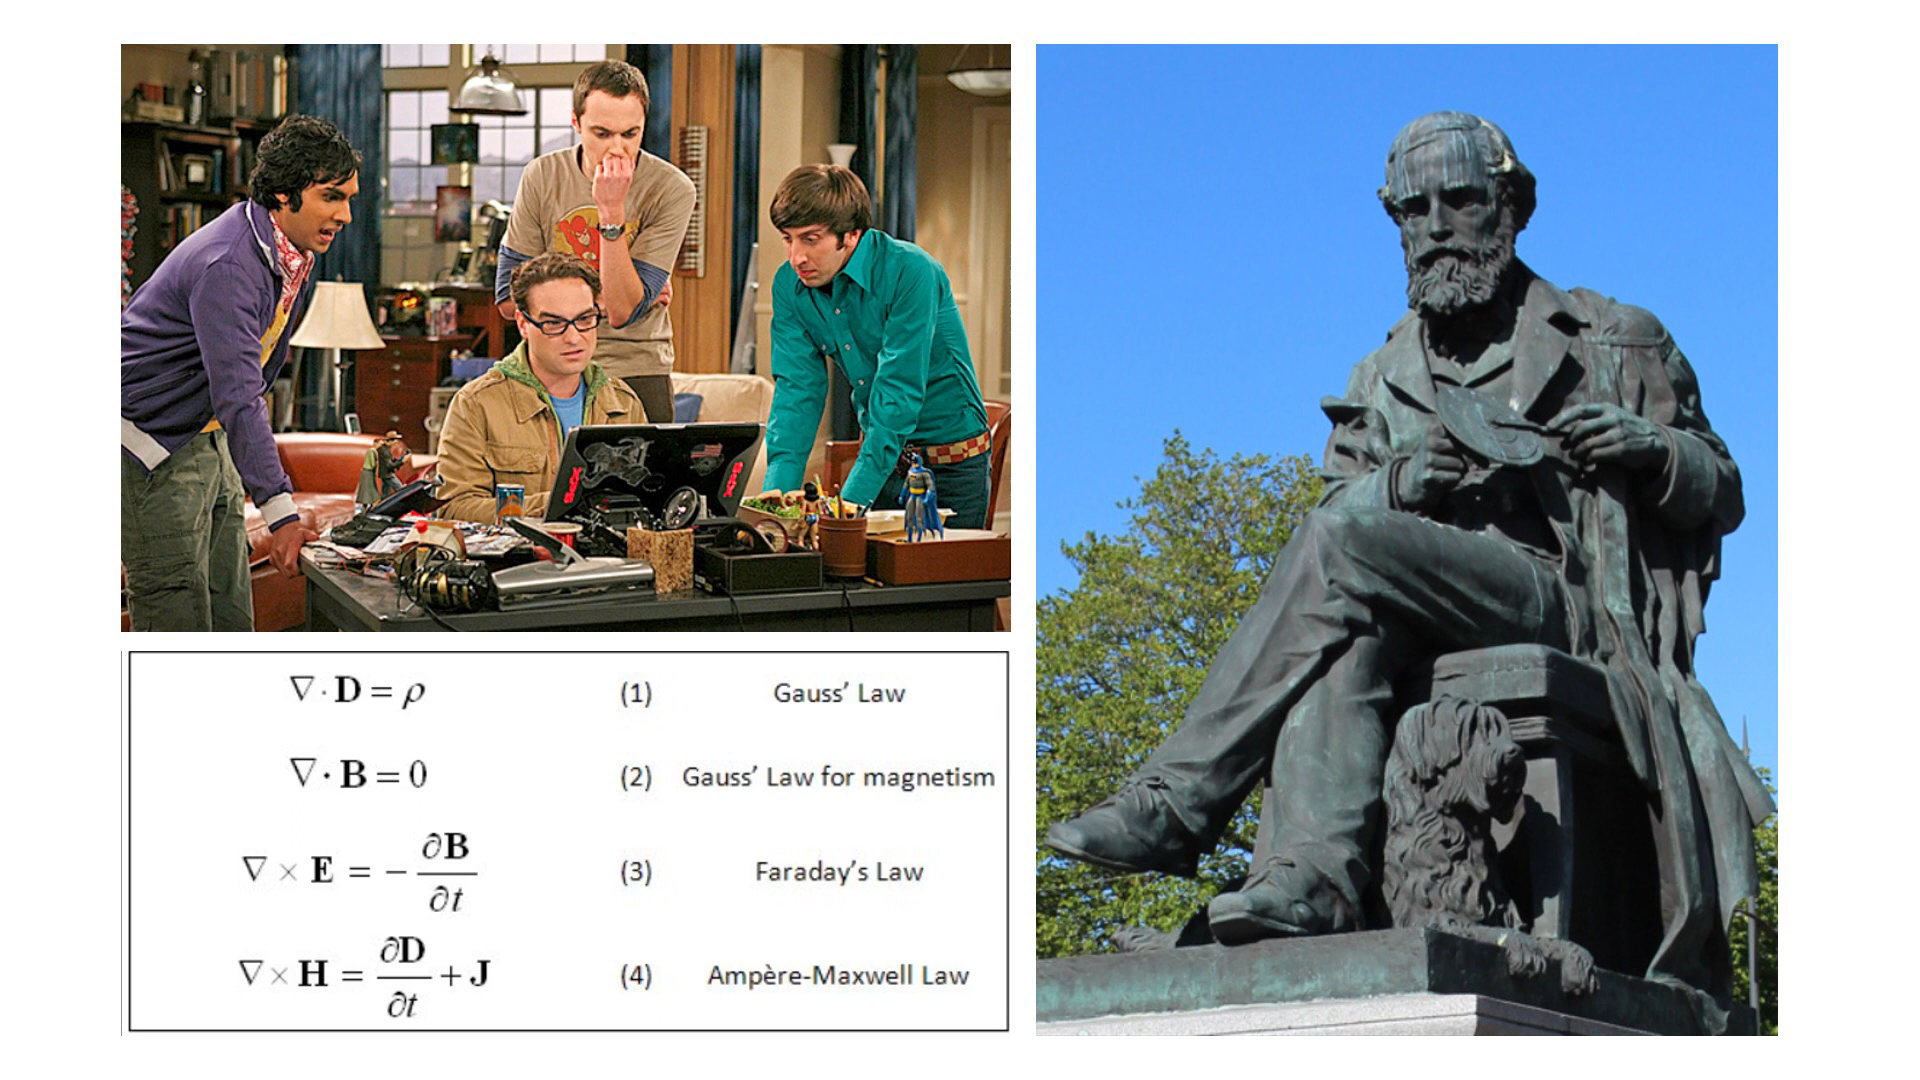 ∇ · D = ρ (1) Gauss’ Law
∇ · B = 0 (2) Gauss’ Law for magnetism
∇ × E = − ∂B/∂t (3) Faraday’s Law
∇ × H = ∂D/∂t + J (4) Ampère-Maxwell Law